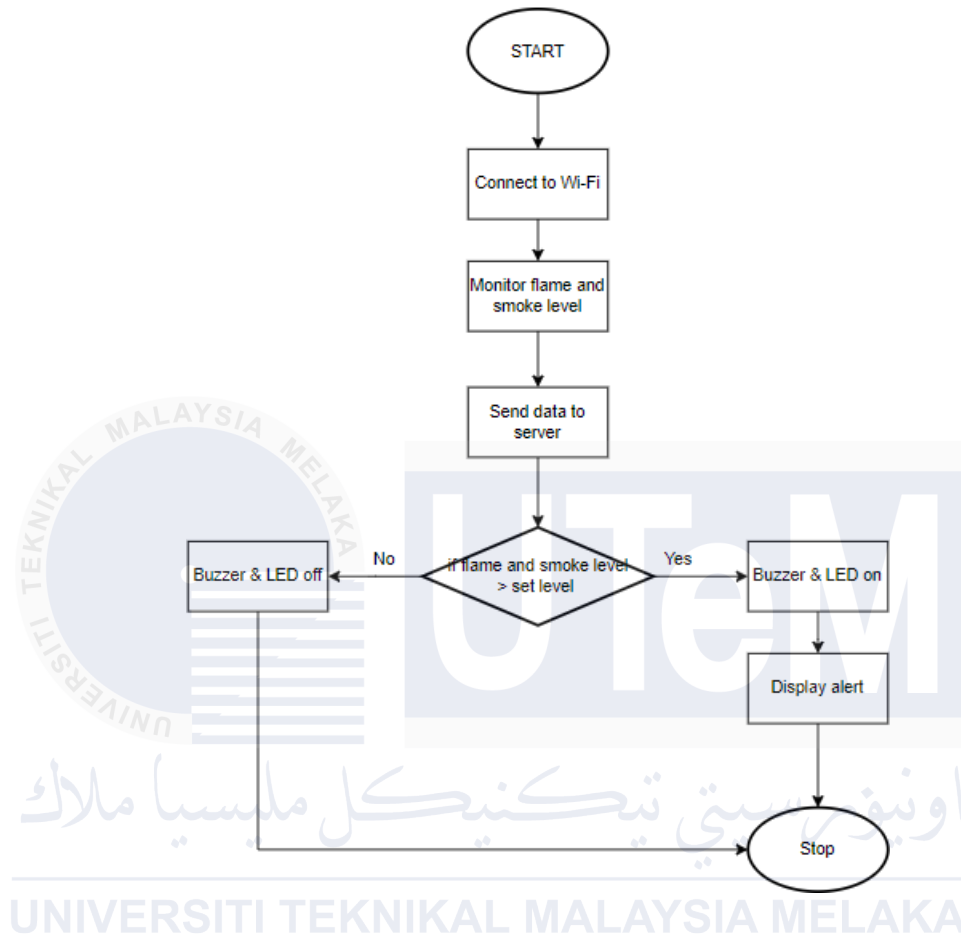 START
Connect to Wi-Fi
Monitor flame and
smoke level
Send data to
server
No
if flame and smoke level
> set level
Yes
Buzzer & LED off
Buzzer & LED on
Display alert
Stop
UNIVERSITI TEKNIKAL MALAYSIA MELAKA
UTeM
اونيۏرسيتي تيکنيکل مليسيا ملاك
UNIVERSITI TEKNIKAL MALAYSIA MELAKA